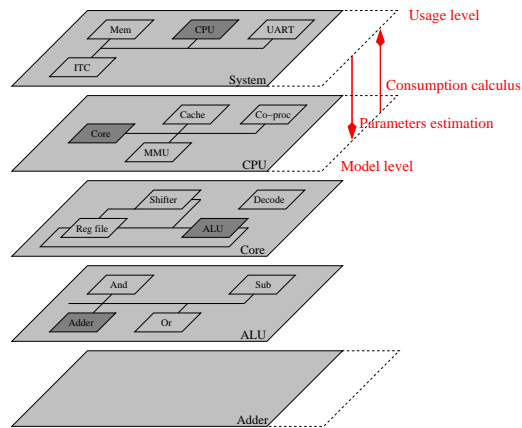 Usage level
Mem
CPU
UART
ITC
System
Consumption calculus
Cache
Co-proc
Core
Parameters estimation
MMU
CPU
Model level
Shifter
Decode
Reg file
ALU
Core
And
Sub
Adder
Or
ALU
Adder